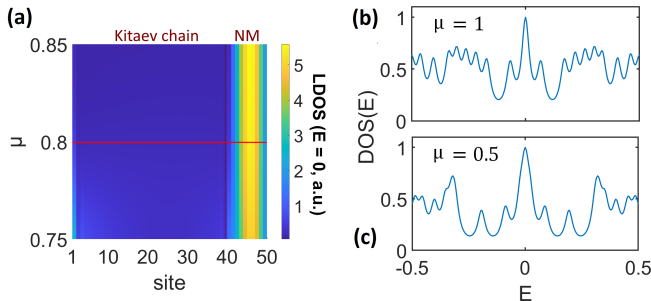 (a)
Kitaev chain NM
0.85
0.8
0.75
μ
1 10 20 30 40 50
site
5
4
3
2
1
LDOS (E = 0, a.u.)
(b)
μ = 1
1
0.5
0
DOS(E)
μ = 0.5
1
0.5
0
(c)
-0.5 0 0.5
E